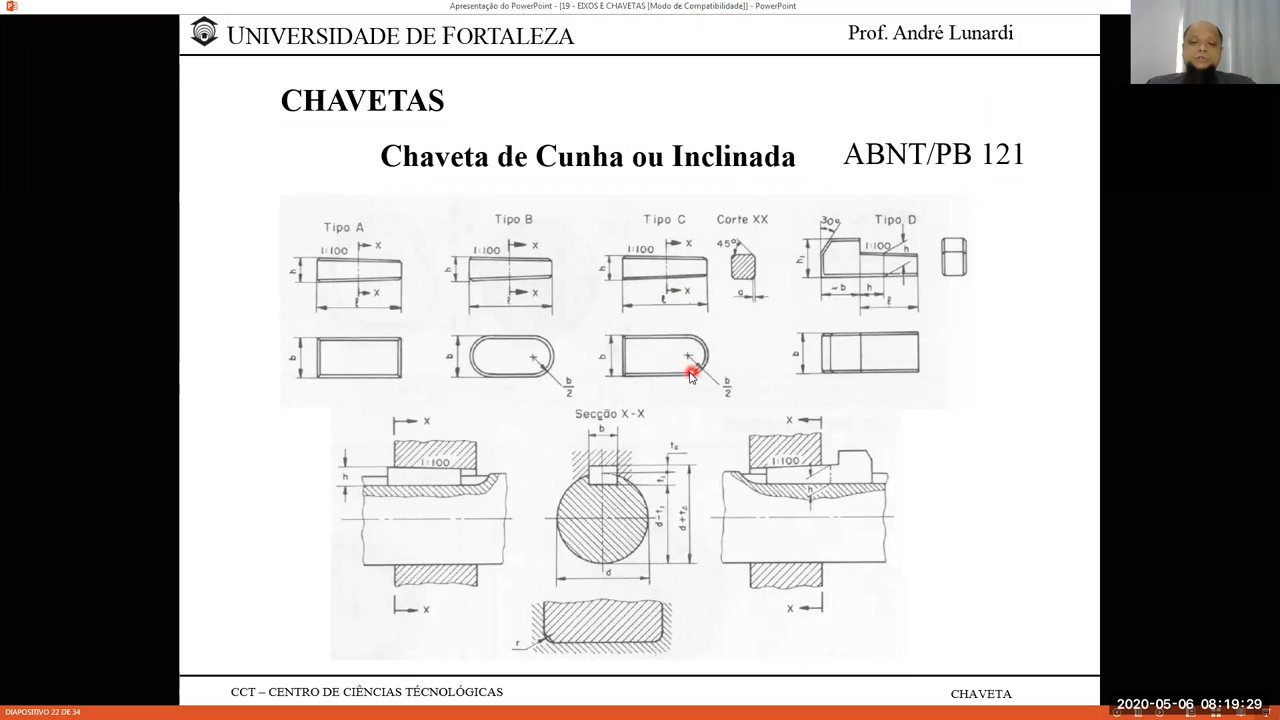 Apresentação do PowerPoint - [19 - EIXOS E CHAVETAS [Modo de Compatibilidade]] - PowerPoint
UNIVERSIDADE DE FORTALEZA
Prof. André Lunardi
CHAVETAS
Chaveta de Cunha ou Inclinada
ABNT/PB 121
Tipo A
Tipo B
Tipo C
Corte XX
Tipo D
1:100 x
1:100 x
1:100 x
45°
30°
1:100
h
h
h
h
h₁
x
x
x
a
~b
h
ℓ
ℓ
ℓ
ℓ
b
b
b
b
b/2
b/2
Secção X-X
x
b
x
t₂
1:100
1:100
h
t₁
h
d-t₁
d+t₂
d
x
x
r
CCT – CENTRO DE CIÊNCIAS TÉCNOLÓGICAS
CHAVETA
2020-05-06 08:19:29
DIAPOSITIVO 22 DE 34